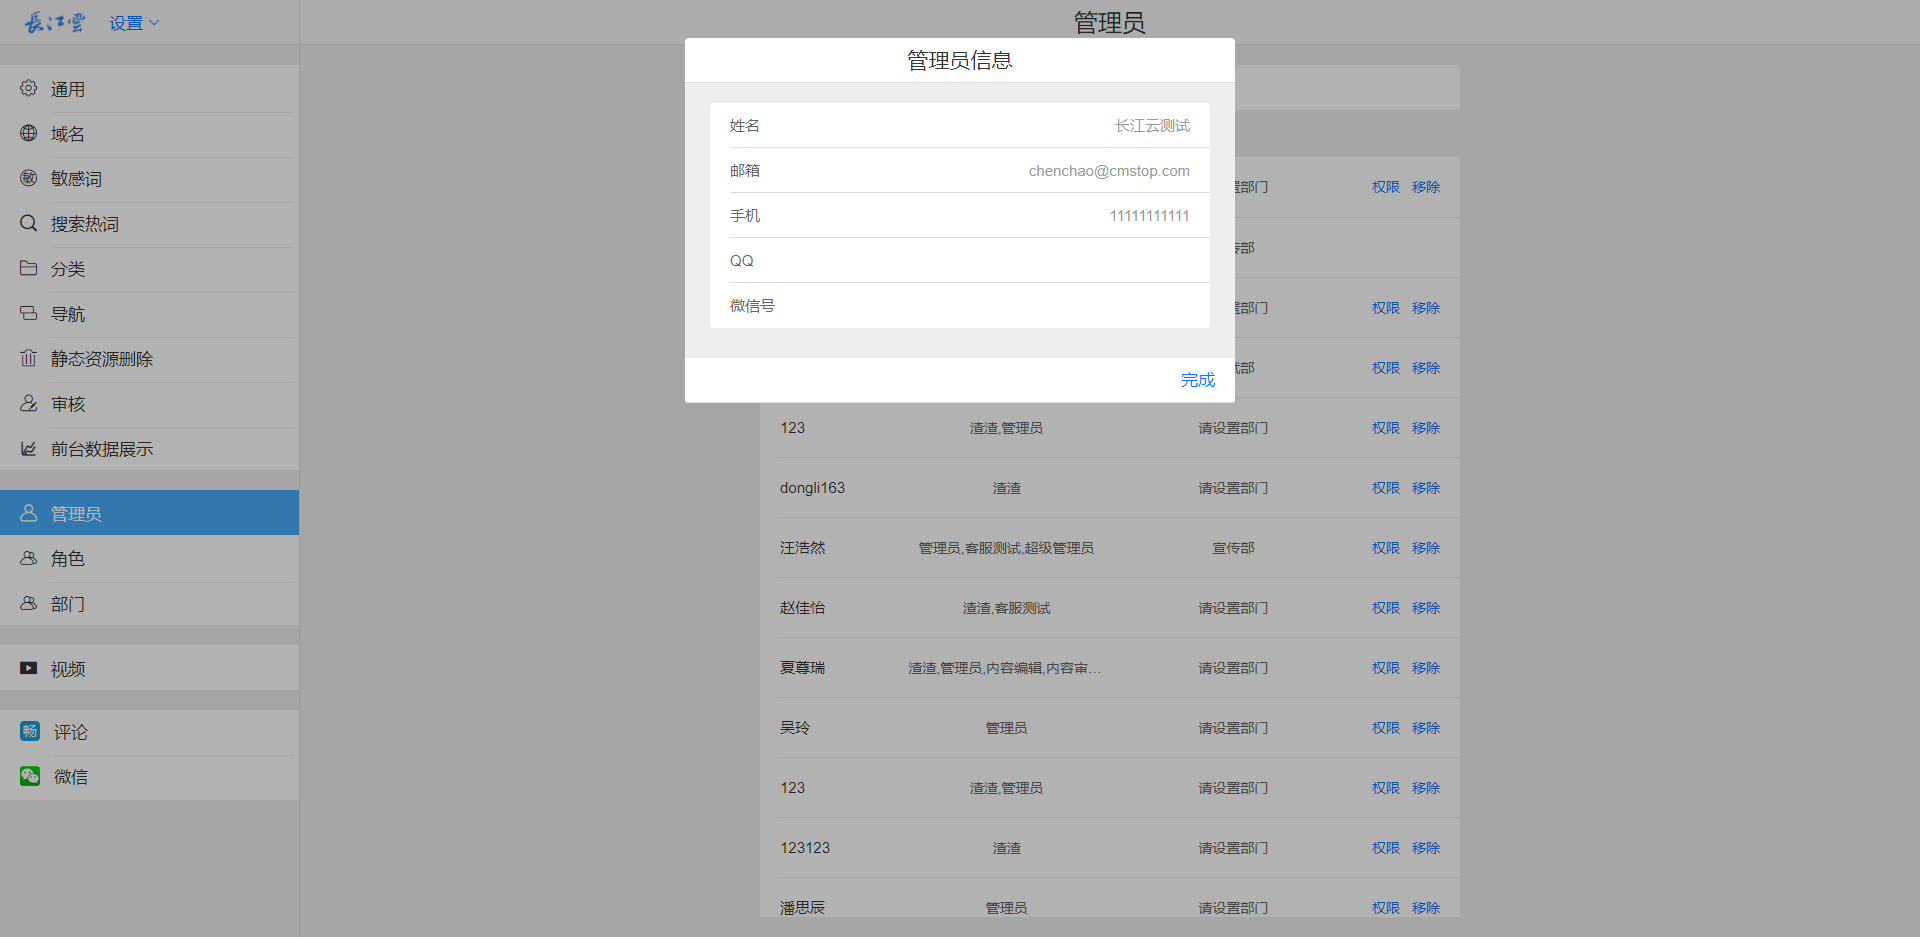 長江雲 设置
管理员
通用
域名
敏感词
搜索热词
分类
导航
静态资源删除
审核
前台数据展示
管理员
角色
部门
视频
畅 评论
微信
管理员信息
姓名 长江云测试
邮箱 chenchao@cmstop.com
手机 11111111111
QQ
微信号
完成
置部门 权限 移除
传部
置部门 权限 移除
试部 权限 移除
123 渣渣,管理员 请设置部门 权限 移除
dongli163 渣渣 请设置部门 权限 移除
汪浩然 管理员,客服测试,超级管理员 宣传部 权限 移除
赵佳怡 渣渣,客服测试 请设置部门 权限 移除
夏尊瑞 渣渣,管理员,内容编辑,内容审... 请设置部门 权限 移除
吴玲 管理员 请设置部门 权限 移除
123 渣渣,管理员 请设置部门 权限 移除
123123 渣渣 请设置部门 权限 移除
潘思辰 管理员 请设置部门 权限 移除